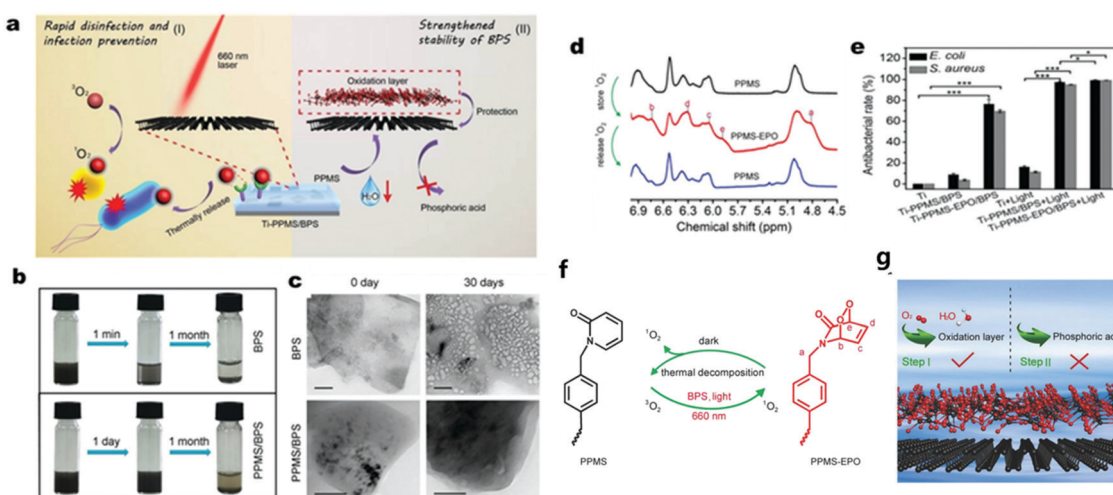 a
Rapid disinfection and
infection prevention
(I)
660 nm
laser
³O₂
¹O₂
Thermally release
Ti-PPMS/BPS
PPMS
Strengthened
stability of BPS
(II)
Oxidation layer
Protection
H₂O
Phosphoric acid
b
1 min
1 month
BPS
1 day
1 month
PPMS/BPS
c
0 day
30 days
BPS
PPMS/BPS
d
store ¹O₂
release ¹O₂
PPMS
b
d
c
e
a
PPMS-EPO
PPMS
6.9 6.6 6.3 6.0 5.7 5.4 5.1 4.8 4.5
Chemical shift (ppm)
e
E. coli
S. aureus
Antibacterial rate (%)
120
100
80
60
40
20
0
***
***
***
***
*
*
Ti
Ti-PPMS/BPS
Ti-PPMS-EPO/BPS
Ti+Light
Ti-PPMS/BPS+Light
Ti-PPMS-EPO/BPS+Light
f
O
N
PPMS
¹O₂
dark
thermal decomposition
³O₂
BPS, light
660 nm
¹O₂
O
O
O
N
a
b
c
d
e
PPMS-EPO
g
O₂
H₂O
Oxidation layer
Phosphoric acid
Step I
Step II